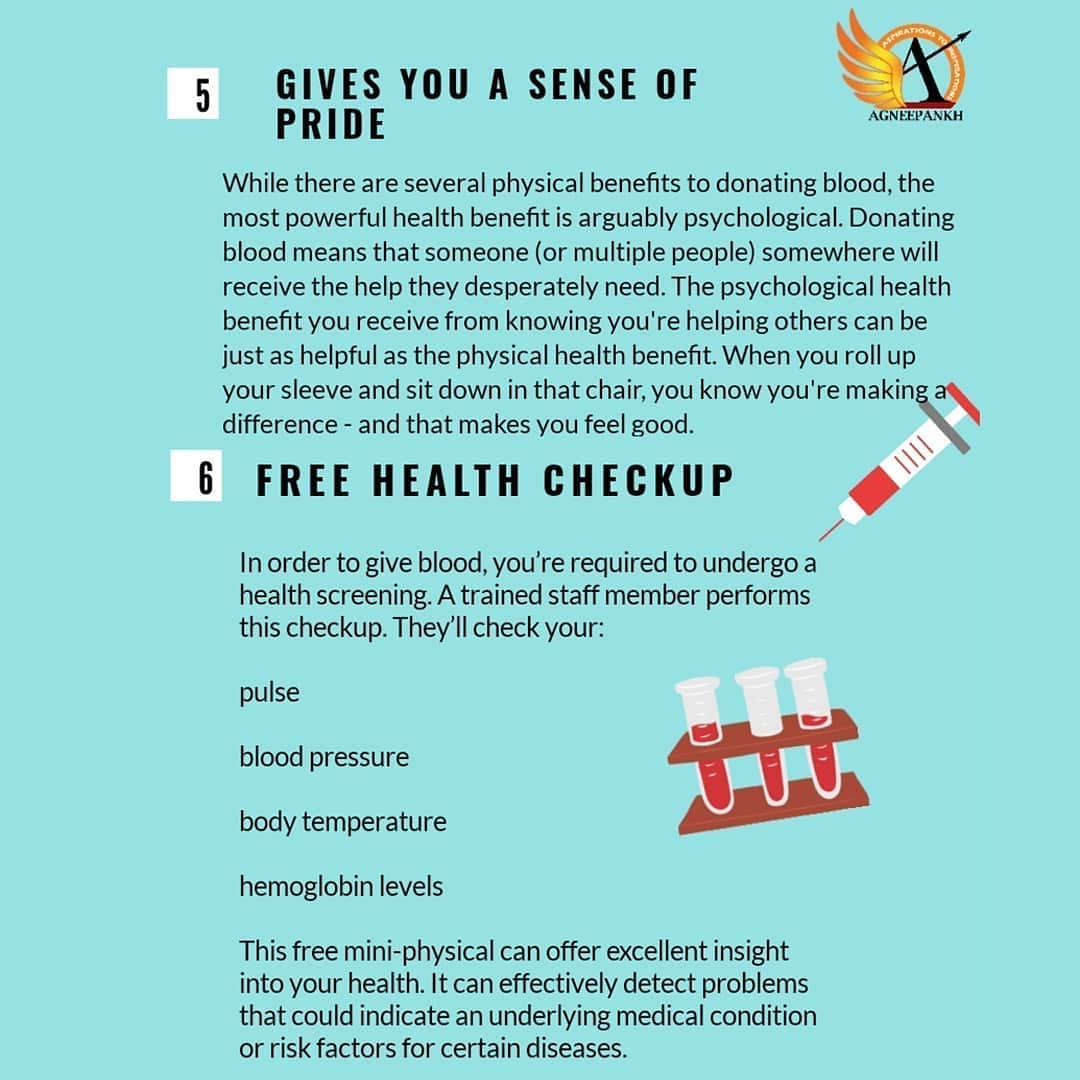 ASPIRATIONS TO
AGNEEPANKH
5
GIVES YOU A SENSE OF
PRIDE
While there are several physical benefits to donating blood, the
most powerful health benefit is arguably psychological. Donating
blood means that someone (or multiple people) somewhere will
receive the help they desperately need. The psychological health
benefit you receive from knowing you're helping others can be
just as helpful as the physical health benefit. When you roll up
your sleeve and sit down in that chair, you know you're making a
difference - and that makes you feel good.
6
FREE HEALTH CHECKUP
In order to give blood, you’re required to undergo a
health screening. A trained staff member performs
this checkup. They’ll check your:
pulse
blood pressure
body temperature
hemoglobin levels
This free mini-physical can offer excellent insight
into your health. It can effectively detect problems
that could indicate an underlying medical condition
or risk factors for certain diseases.